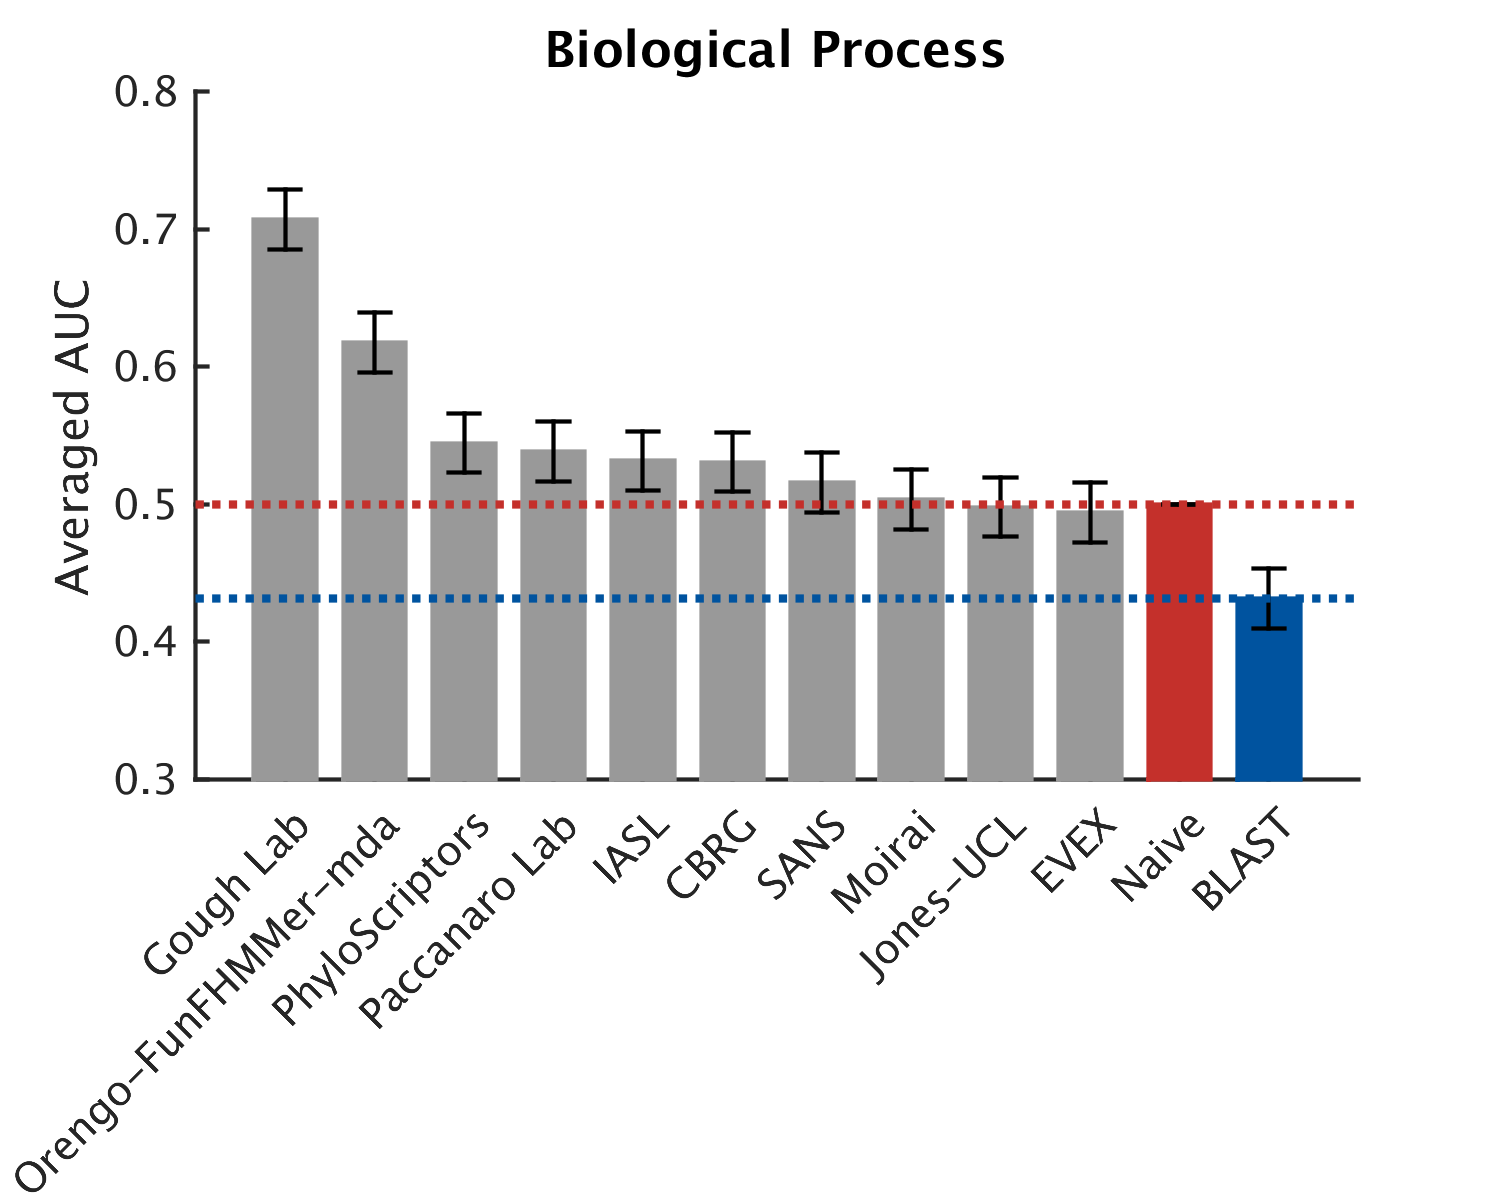 Biological Process
Averaged AUC
0.8
0.7
0.6
0.5
0.4
0.3
Gough Lab
Orengo-FunFHMMer-mda
PhyloScriptors
Paccanaro Lab
IASL
CBRG
SANS
Moirai
Jones-UCL
EVEX
Naive
BLAST